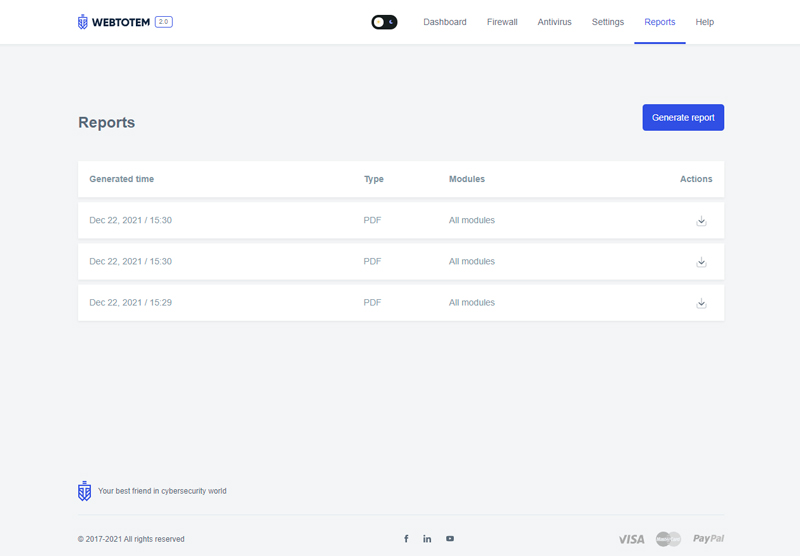 WEBTOTEM 2.0 Dashboard Firewall Antivirus Settings Reports Help
Reports Generate report
Generated time Type Modules Actions
Dec 22, 2021 / 15:30 PDF All modules
Dec 22, 2021 / 15:30 PDF All modules
Dec 22, 2021 / 15:29 PDF All modules
Your best friend in cybersecurity world
© 2017-2021 All rights reserved VISA MasterCard PayPal